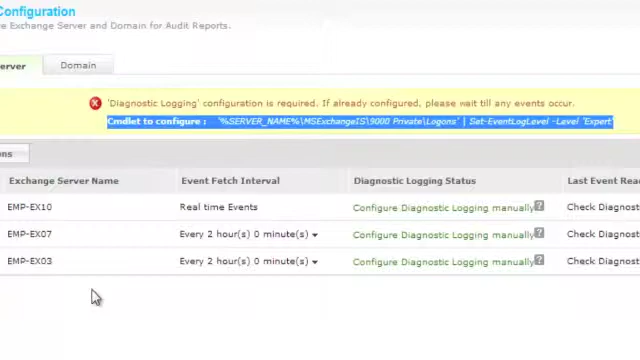 Configuration
re Exchange Server and Domain for Audit Reports.
erver
Domain
'Diagnostic Logging' configuration is required. If already configured, please wait till any events occur.
Cmdlet to configure : '%SERVER_NAME%\MSExchangeIS\9000 Private\Logons' | Set-EventLogLevel -Level 'Expert'
ons
Exchange Server Name Event Fetch Interval Diagnostic Logging Status Last Event Read
EMP-EX10 Real time Events Configure Diagnostic Logging manually ? Check Diagnost
EMP-EX07 Every 2 hour(s) 0 minute(s) Configure Diagnostic Logging manually ? Check Diagnost
EMP-EX03 Every 2 hour(s) 0 minute(s) Configure Diagnostic Logging manually ? Check Diagnost